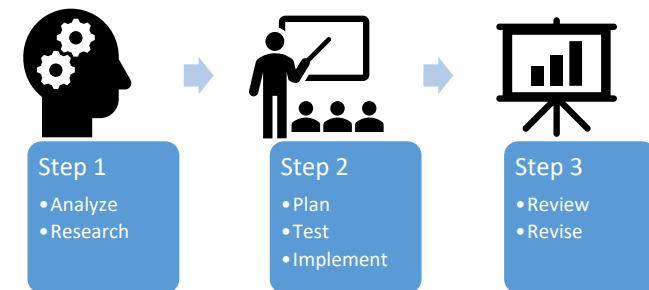 Step 1
•Analyze
•Research
Step 2
•Plan
•Test
•Implement
Step 3
•Review
•Revise